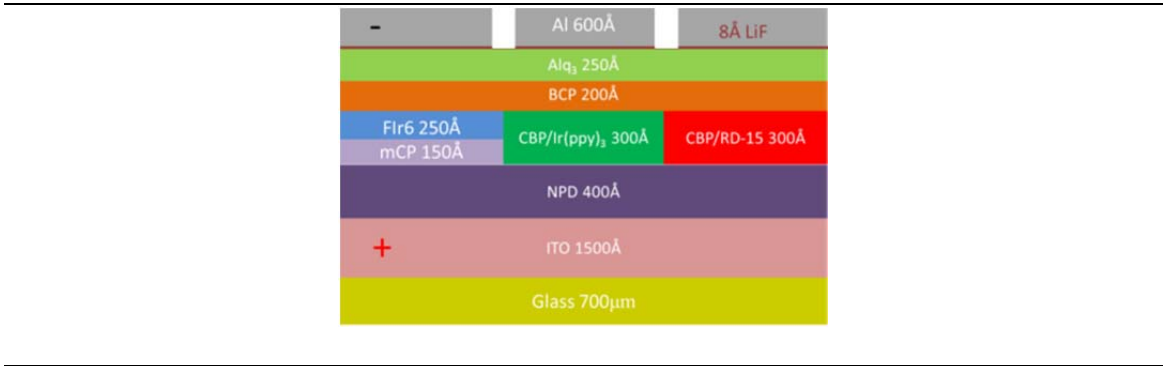 -
Al 600Å
8Å LiF
Alq₃ 250Å
BCP 200Å
FIr6 250Å
mCP 150Å
CBP/Ir(ppy)₃ 300Å
CBP/RD-15 300Å
NPD 400Å
+
ITO 1500Å
Glass 700μm